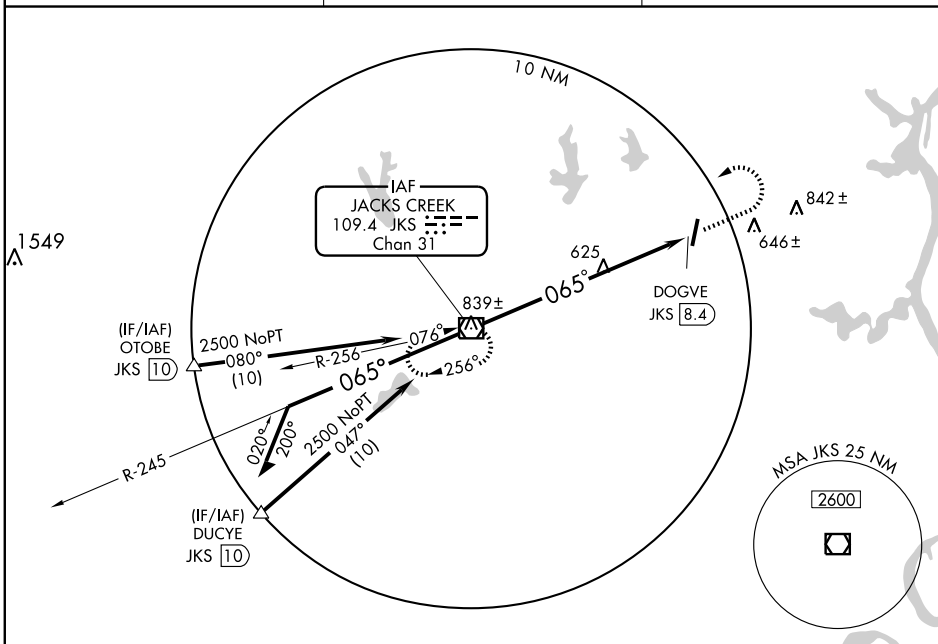 10 NM
IAF
JACKS CREEK
109.4 JKS
Chan 31
842±
646±
1549
625
065°
DOGVE
JKS 8.4
839±
(IF/IAF)
OTOBE
JKS 10
2500 NoPT
080°
(10)
R-256
076°
065°
256°
2500 NoPT
047°
(10)
020°
200°
R-245
(IF/IAF)
DUCYE
JKS 10
MSA JKS 25 NM
2600